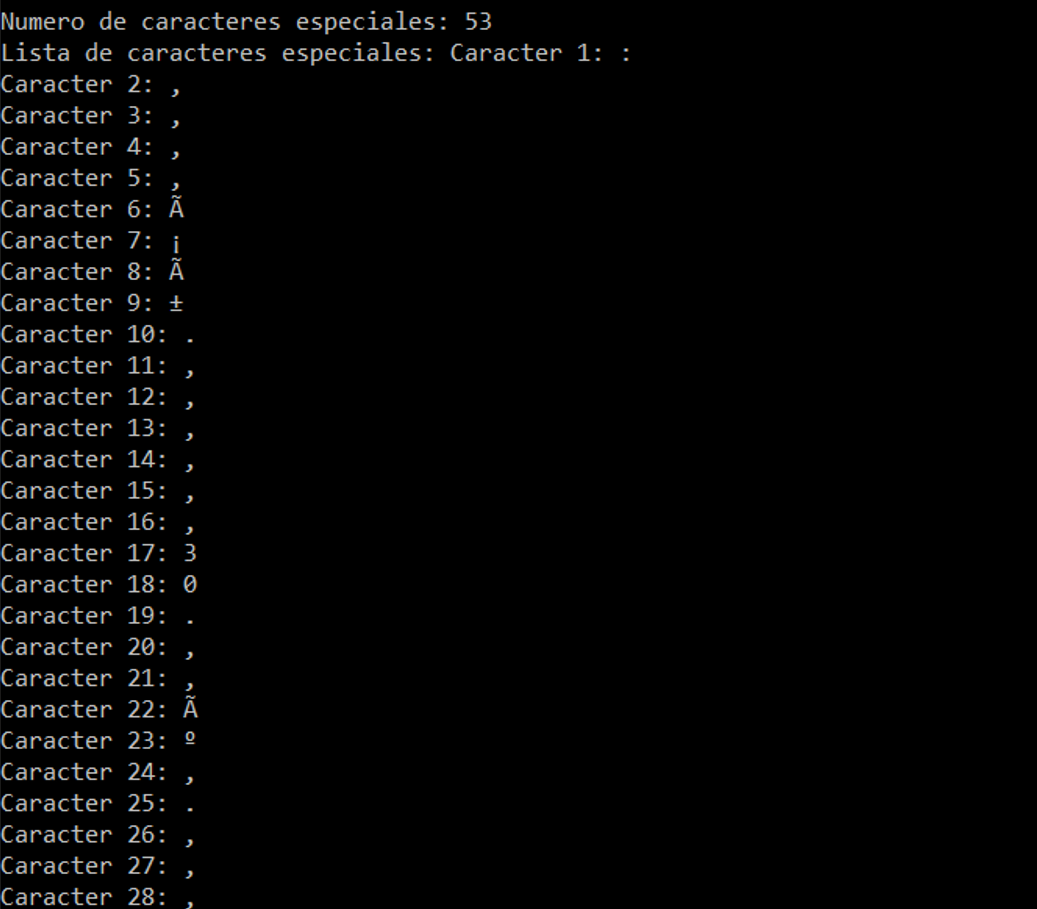 Numero de caracteres especiales: 53
Lista de caracteres especiales: Caracter 1: :
Caracter 2: ,
Caracter 3: ,
Caracter 4: ,
Caracter 5: ,
Caracter 6: Ã
Caracter 7: ¡
Caracter 8: Ã
Caracter 9: ±
Caracter 10: .
Caracter 11: ,
Caracter 12: ,
Caracter 13: ,
Caracter 14: ,
Caracter 15: ,
Caracter 16: ,
Caracter 17: 3
Caracter 18: 0
Caracter 19: .
Caracter 20: ,
Caracter 21: ,
Caracter 22: Ã
Caracter 23: º
Caracter 24: ,
Caracter 25: .
Caracter 26: ,
Caracter 27: ,
Caracter 28: ,